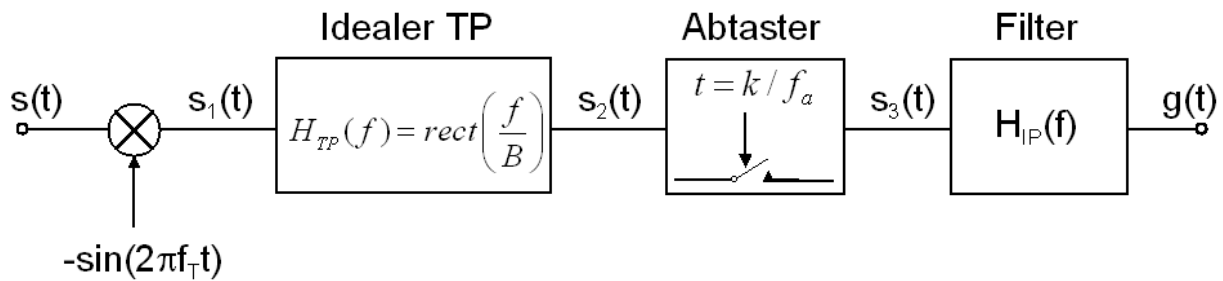 Idealer TP
Abtaster
Filter
s(t)
s₁(t)
H_TP(f) = rect(f/B)
s₂(t)
t = k / f_a
s₃(t)
H_IP(f)
g(t)
-sin(2πf_Tt)